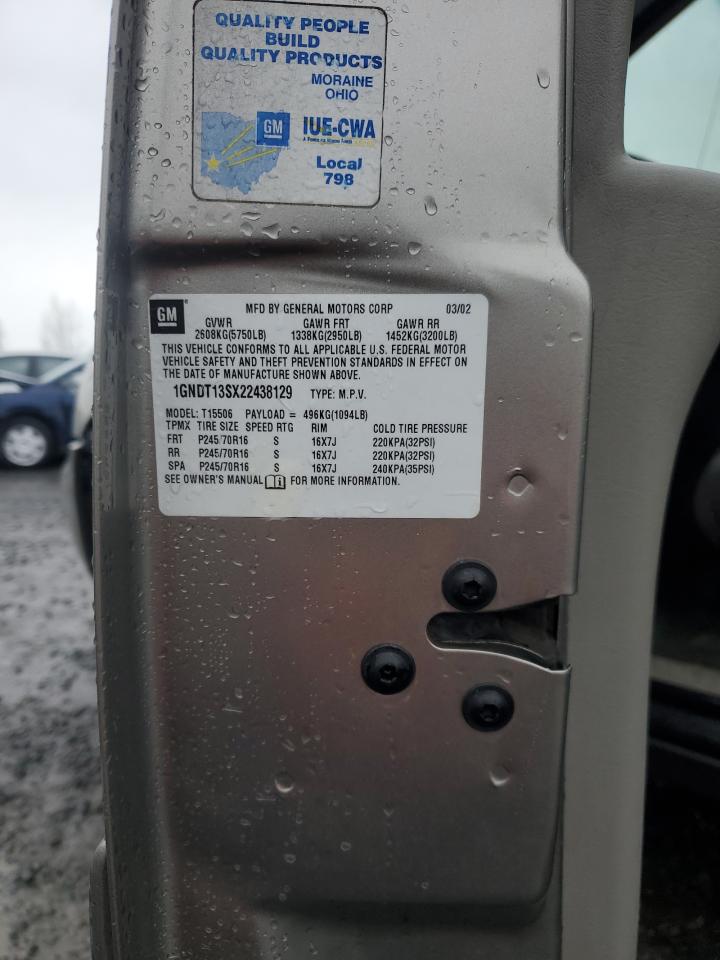 QUALITY PEOPLE
BUILD
QUALITY PRODUCTS
MORAINE
OHIO
GM IUE-CWA
Local
798
GM MFD BY GENERAL MOTORS CORP 03/02
GVWR GAWR FRT GAWR RR
2608KG(5750LB) 1338KG(2950LB) 1452KG(3200LB)
THIS VEHICLE CONFORMS TO ALL APPLICABLE U.S. FEDERAL MOTOR
VEHICLE SAFETY AND THEFT PREVENTION STANDARDS IN EFFECT ON
THE DATE OF MANUFACTURE SHOWN ABOVE.
1GNDT13SX22438129 TYPE: M.P.V.
MODEL: T15506 PAYLOAD = 496KG(1094LB)
TPMX TIRE SIZE SPEED RTG RIM COLD TIRE PRESSURE
FRT P245/70R16 S 16X7J 220KPA(32PSI)
RR P245/70R16 S 16X7J 220KPA(32PSI)
SPA P245/70R16 S 16X7J 240KPA(35PSI)
SEE OWNER'S MANUAL FOR MORE INFORMATION.